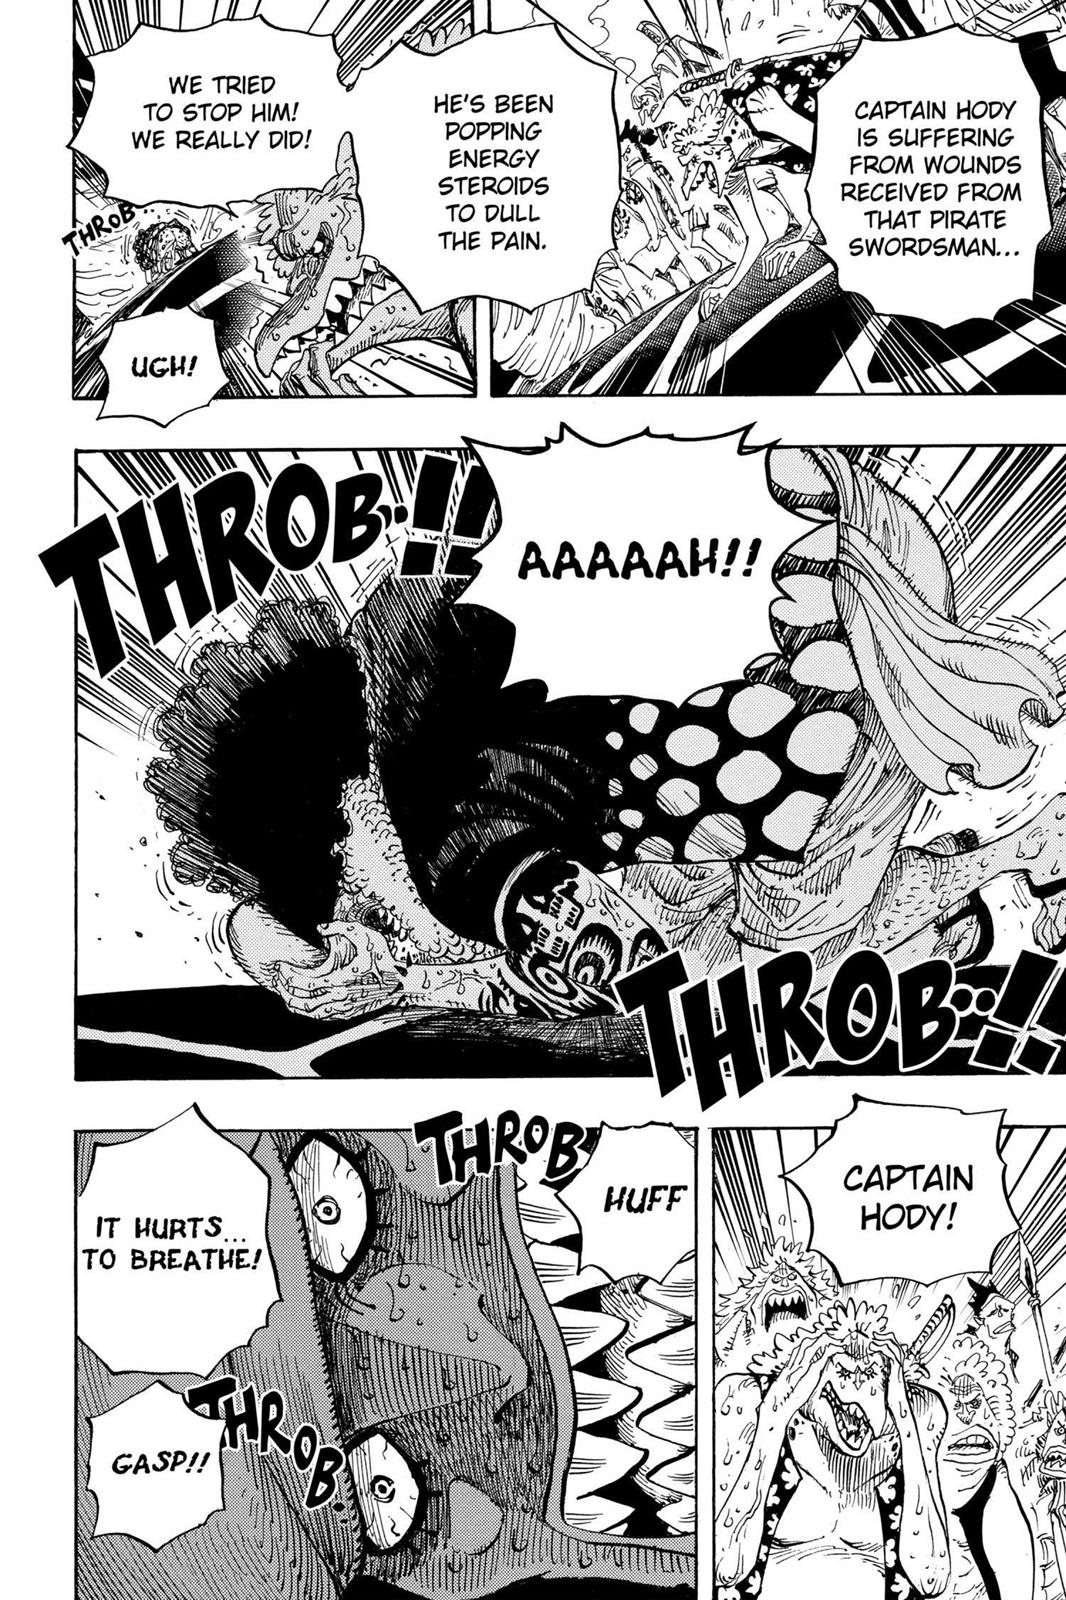 CAPTAIN HODY
IS SUFFERING
FROM WOUNDS
RECEIVED FROM
THAT PIRATE
SWORDSMAN...
HE'S BEEN
POPPING
ENERGY
STEROIDS
TO DULL
THE PAIN.
WE TRIED
TO STOP HIM!
WE REALLY DID!
THROB...
UGH!
THROB..!!
AAAAAAH!!
THROB..!!
CAPTAIN
HODY!
HUFF
THROB
IT HURTS...
TO BREATHE!
THROB.
GASP!!